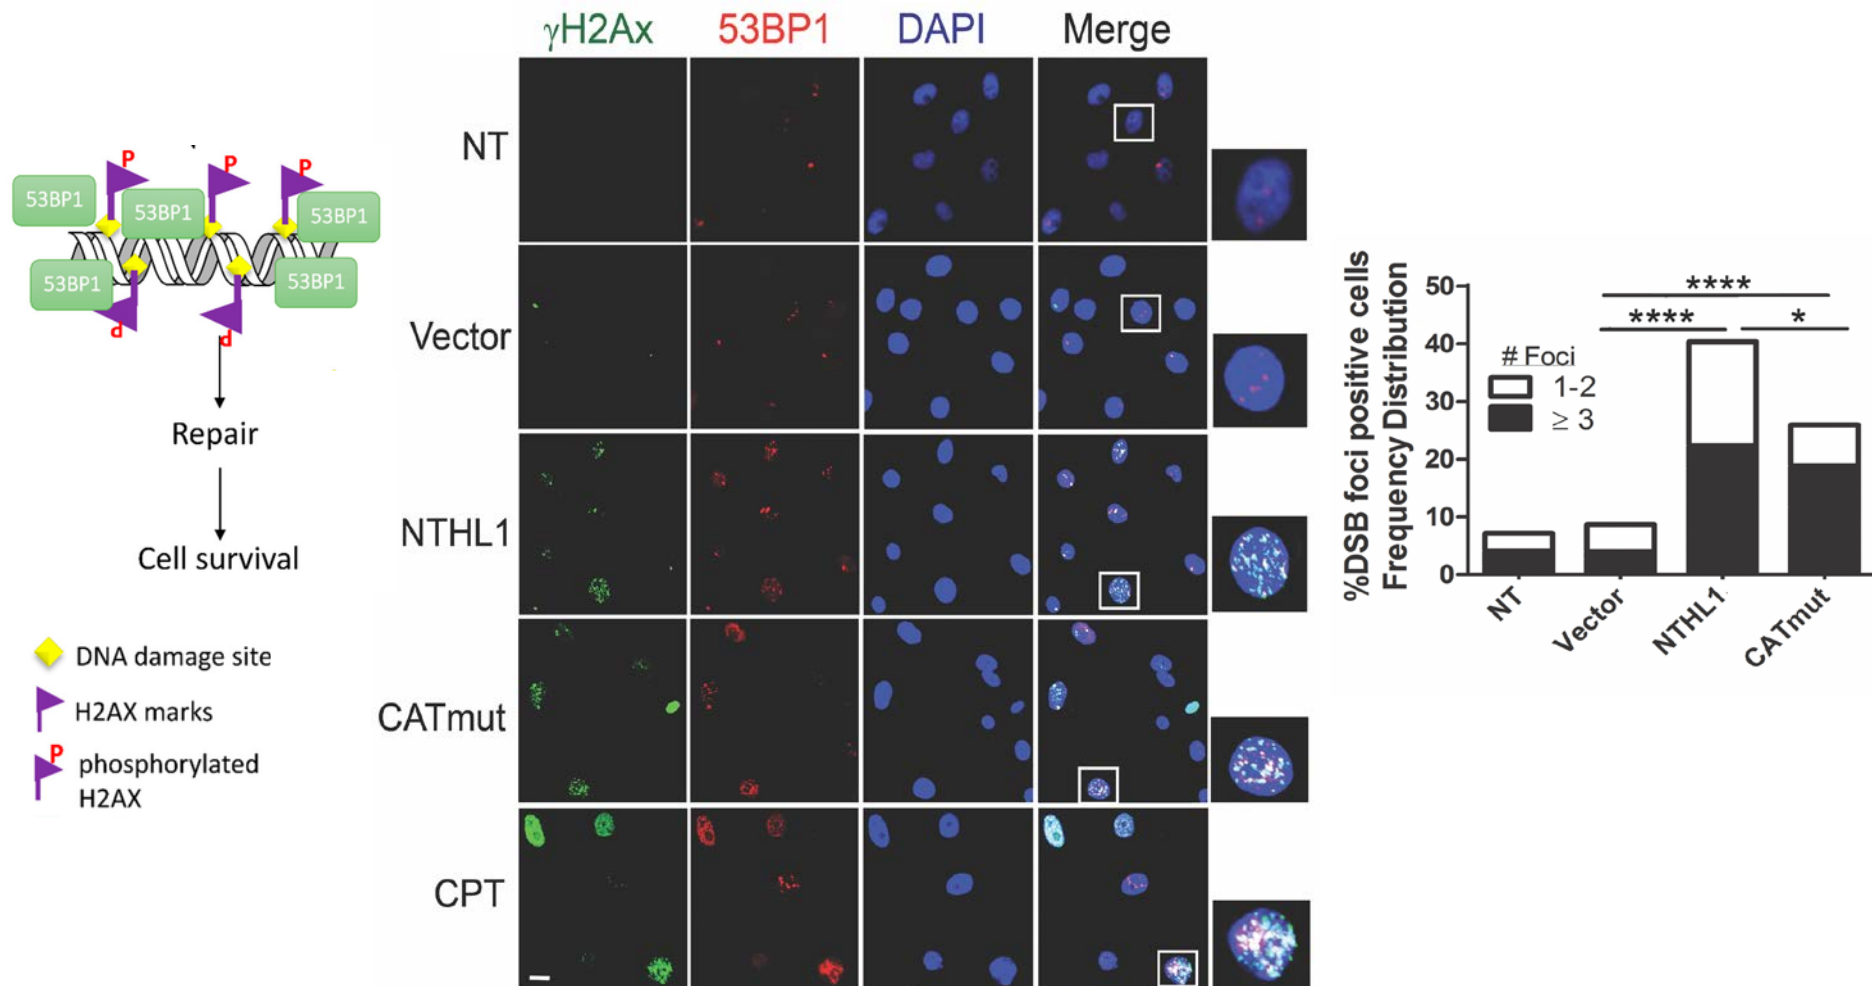 γH2Ax 53BP1 DAPI Merge
NT
Vector
NTHL1
CATmut
CPT
P P P
53BP1 53BP1 53BP1
53BP1 53BP1
P P
Repair
Cell survival
DNA damage site
H2AX marks
P
phosphorylated
H2AX
%DSB foci positive cells
Frequency Distribution
50
40
30
20
10
0
****
**** *
# Foci
1-2
≥ 3
NT Vector NTHL1 CATmut